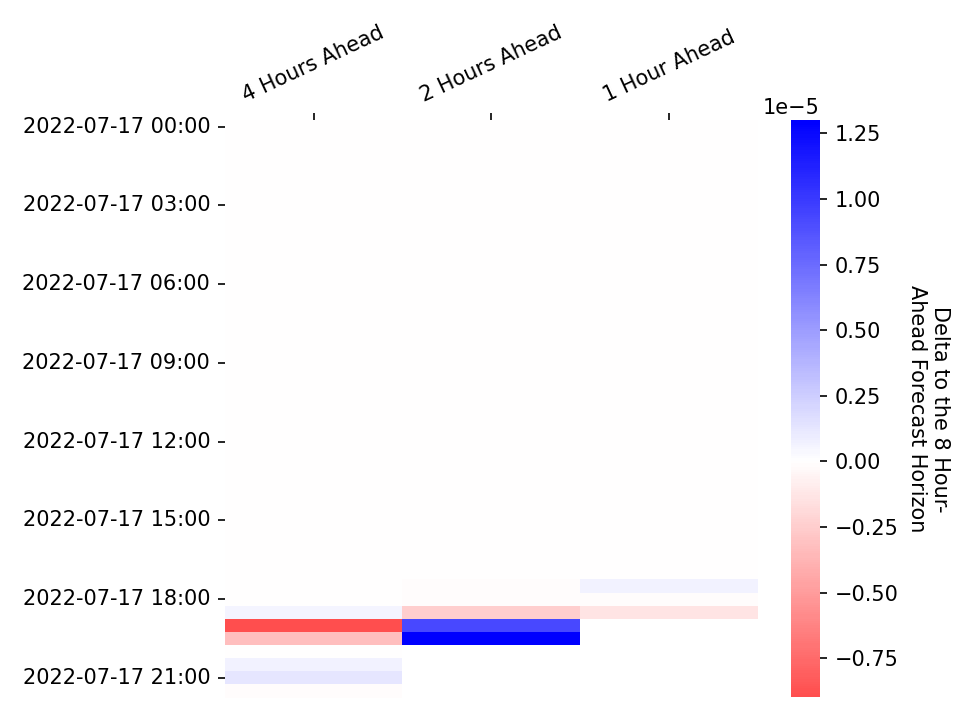 4 Hours Ahead
2 Hours Ahead
1 Hour Ahead
1e−5
2022-07-17 00:00
2022-07-17 03:00
2022-07-17 06:00
2022-07-17 09:00
2022-07-17 12:00
2022-07-17 15:00
2022-07-17 18:00
2022-07-17 21:00
1.25
1.00
0.75
0.50
0.25
0.00
−0.25
−0.50
−0.75
Delta to the 8 Hour-
Ahead Forecast Horizon